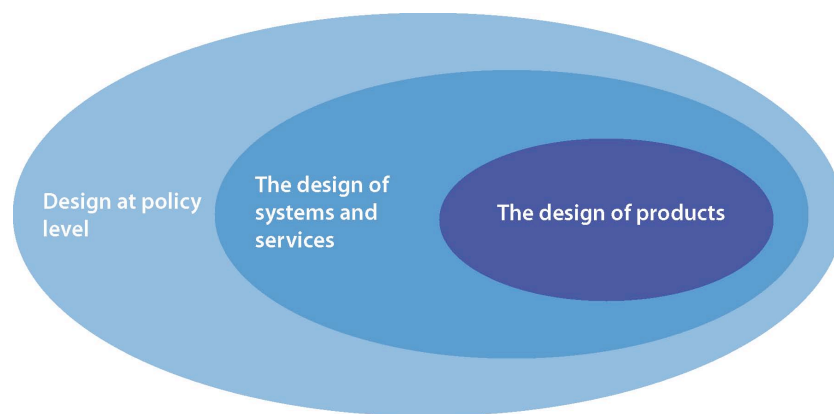 Design at policy
level
The design of
systems and
services
The design of products